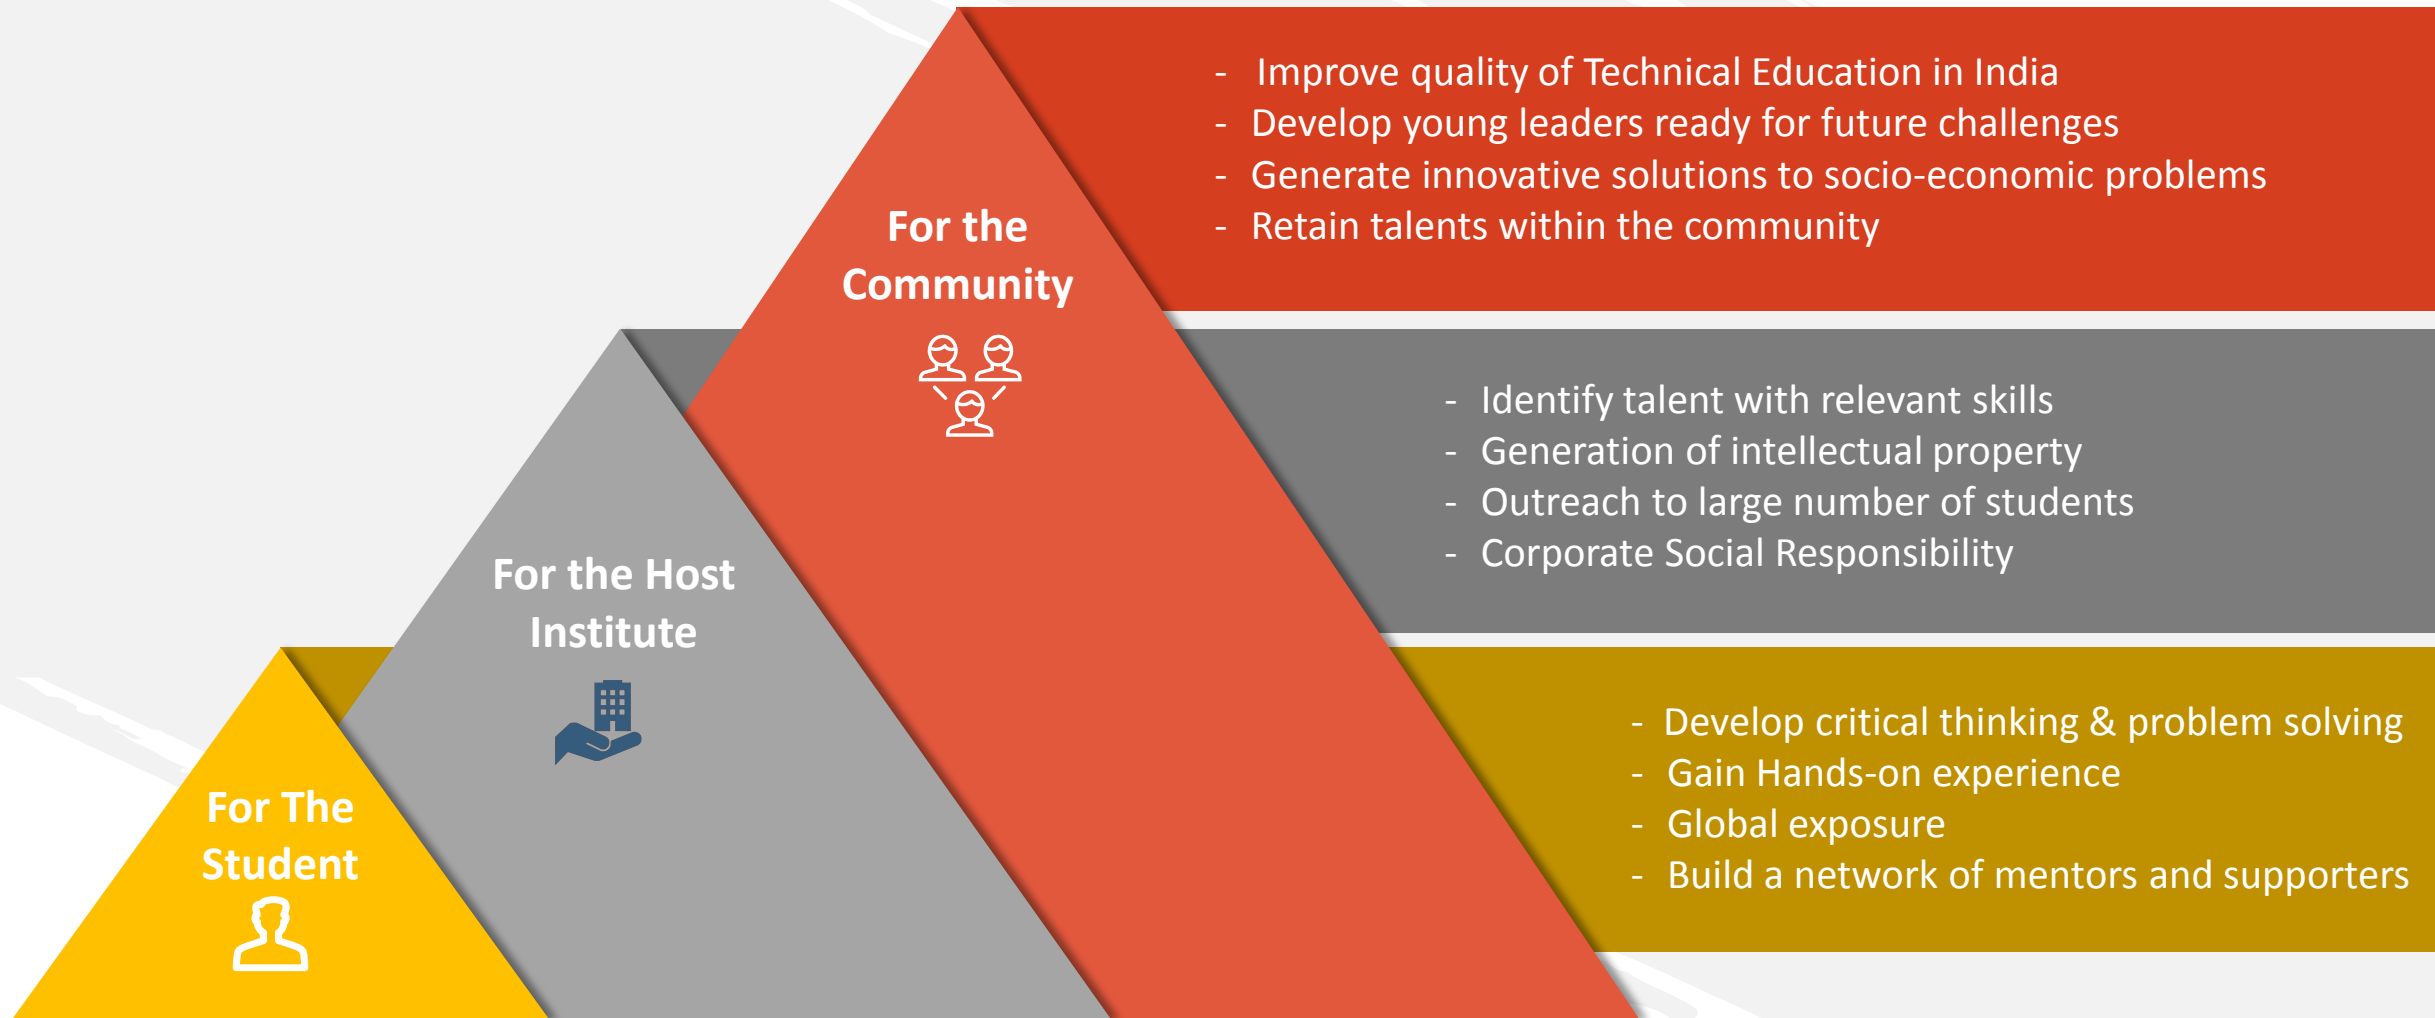 For the
Community
- Improve quality of Technical Education in India
- Develop young leaders ready for future challenges
- Generate innovative solutions to socio-economic problems
- Retain talents within the community
For the Host
Institute
- Identify talent with relevant skills
- Generation of intellectual property
- Outreach to large number of students
- Corporate Social Responsibility
For The
Student
- Develop critical thinking & problem solving
- Gain Hands-on experience
- Global exposure
- Build a network of mentors and supporters